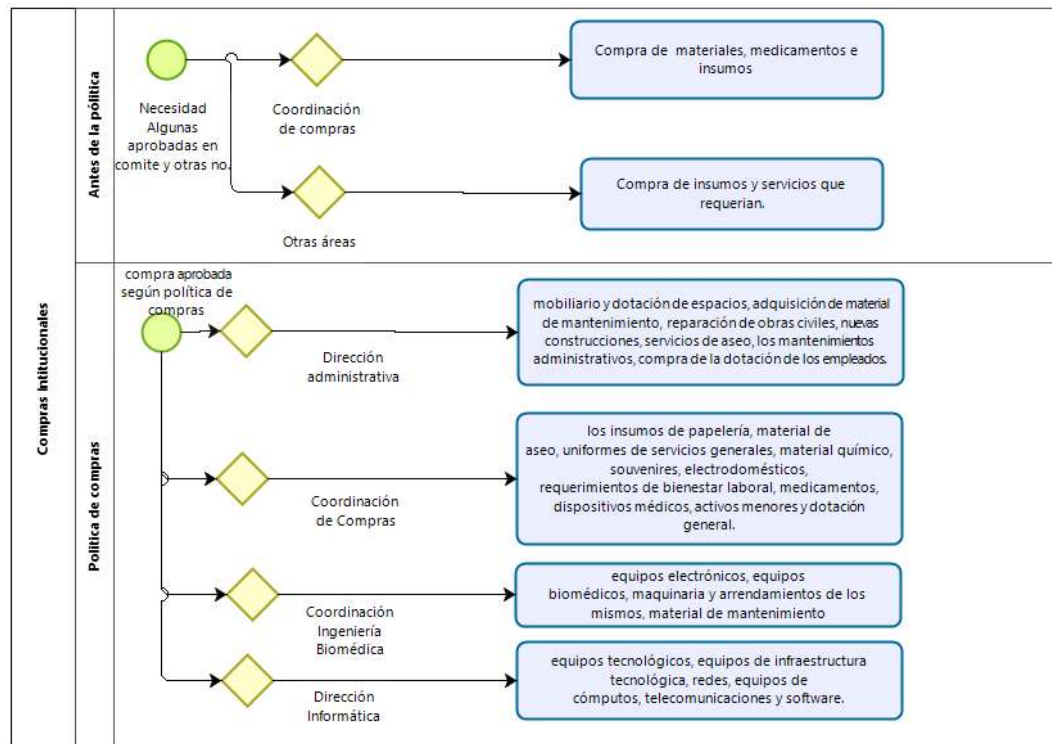 Compras Intitucionales
Antes de la pólitica
Necesidad
Algunas
aprobadas en
comite y otras no.
Coordinación
de compras
Compra de materiales, medicamentos e
insumos
Otras áreas
Compra de insumos y servicios que
requerian.
Politica de compras
compra aprobada
según política de
compras
Dirección
administrativa
mobiliario y dotación de espacios, adquisición de material
de mantenimiento, reparación de obras civiles, nuevas
construcciones, servicios de aseo, los mantenimientos
administrativos, compra de la dotación de los empleados.
Coordinación
de Compras
los insumos de papelería, material de
aseo, uniformes de servicios generales, material químico,
souvenires, electrodomésticos,
requerimientos de bienestar laboral, medicamentos,
dispositivos médicos, activos menores y dotación
general.
Coordinación
Ingeniería
Biomédica
equipos electrónicos, equipos
biomédicos, maquinaria y arrendamientos de los
mismos, material de mantenimiento
Dirección
Informática
equipos tecnológicos, equipos de infraestructura
tecnológica, redes, equipos de
cómputos, telecomunicaciones y software.